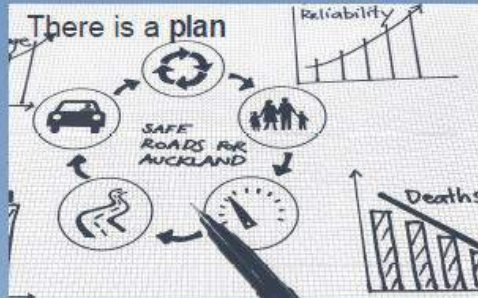 There is a plan
Reliability
SAFE
ROADS FOR
AUCKLAND
Deaths